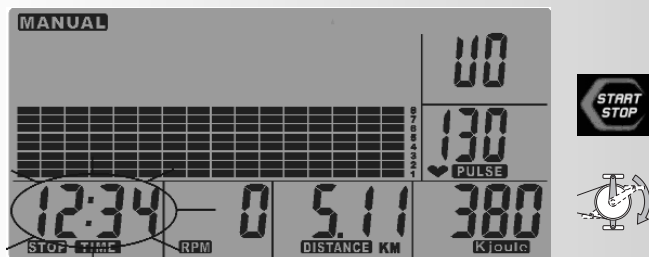 MANUAL
U0
8
7
6
5
4
3
2
1
130
PULSE
12:34
STOP TIME
0
RPM
5.11
DISTANCE KM
380
Kjoule
START
STOP